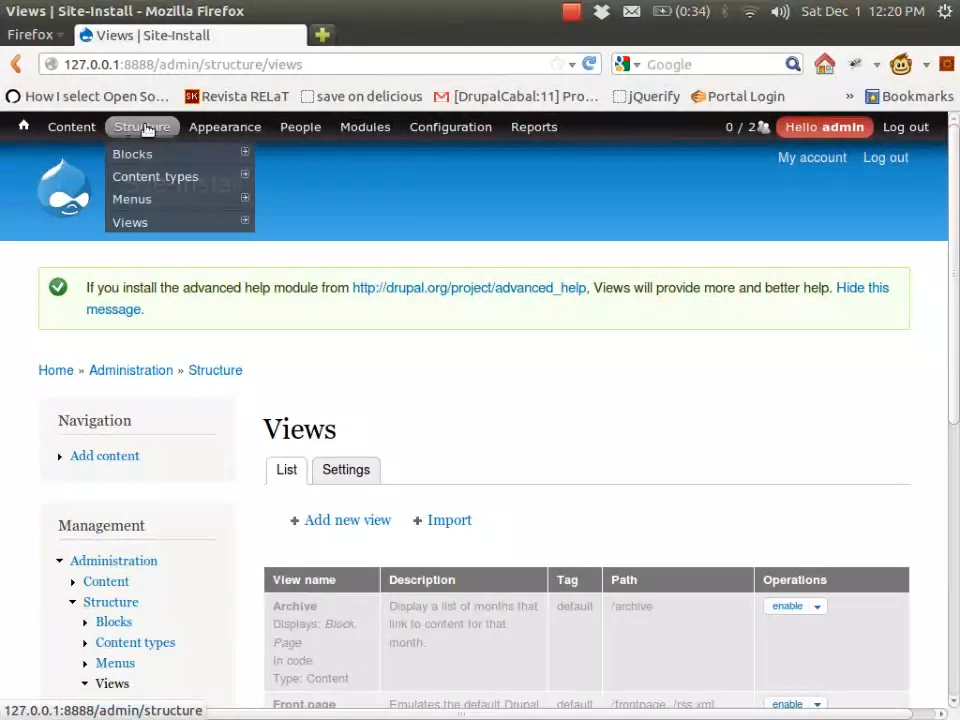 Views | Site-Install - Mozilla Firefox
(0:34)
Sat Dec 1 12:20 PM
Firefox
Views | Site-Install
127.0.0.1:8888/admin/structure/views
Google
How I select Open So...
SK Revista RELaT
save on delicious
[DrupalCabal:11] Pro...
jQuerify
Portal Login
»
Bookmarks
Content
Structure
Appearance
People
Modules
Configuration
Reports
0 / 2
Hello admin
Log out
Blocks
Content types
Menus
Views
Site-Install
My account
Log out
If you install the advanced help module from http://drupal.org/project/advanced_help, Views will provide more and better help. Hide this
message.
Home » Administration » Structure
Navigation
Add content
Management
Administration
Content
Structure
Blocks
Content types
Menus
Views
Views
List
Settings
+ Add new view
+ Import
View name
Description
Tag
Path
Operations
Archive
Displays: Block,
Page
In code
Type: Content
Display a list of months that
link to content for that
month.
default
/archive
enable
Front page
Emulates the default Drupal
default
/frontpage, /rss.xml
enable
127.0.0.1:8888/admin/structure